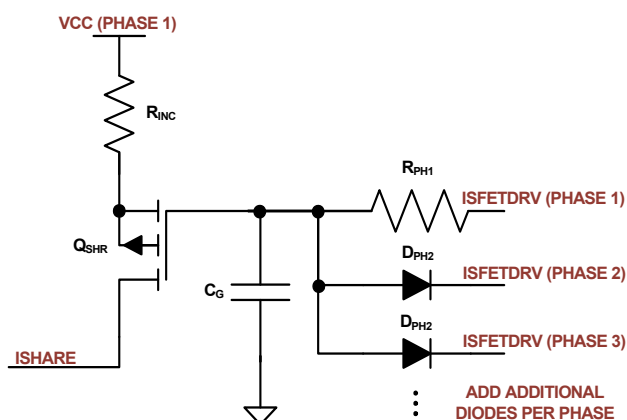 VCC (PHASE 1)
RINC
RPH1
ISFETDRV (PHASE 1)
QSHR
DPH2
ISFETDRV (PHASE 2)
CG
DPH2
ISFETDRV (PHASE 3)
ISHARE
ADD ADDITIONAL
DIODES PER PHASE